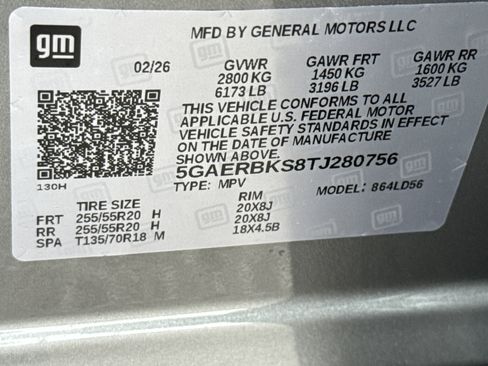 gm
MFD BY GENERAL MOTORS LLC
02/26 GVWR GAWR FRT GAWR RR
2800 KG 1450 KG 1600 KG
6173 LB 3196 LB 3527 LB
THIS VEHICLE CONFORMS TO ALL
APPLICABLE U.S. FEDERAL MOTOR
VEHICLE SAFETY STANDARDS IN EFFECT
ON THE DATE OF MANUFACTURE
SHOWN ABOVE.
5GAERBKS8TJ280756
130H TYPE: MPV MODEL: 864LD56
TIRE SIZE RIM
FRT 255/55R20 H 20X8J
RR 255/55R20 H 20X8J
SPA T135/70R18 M 18X4.5B